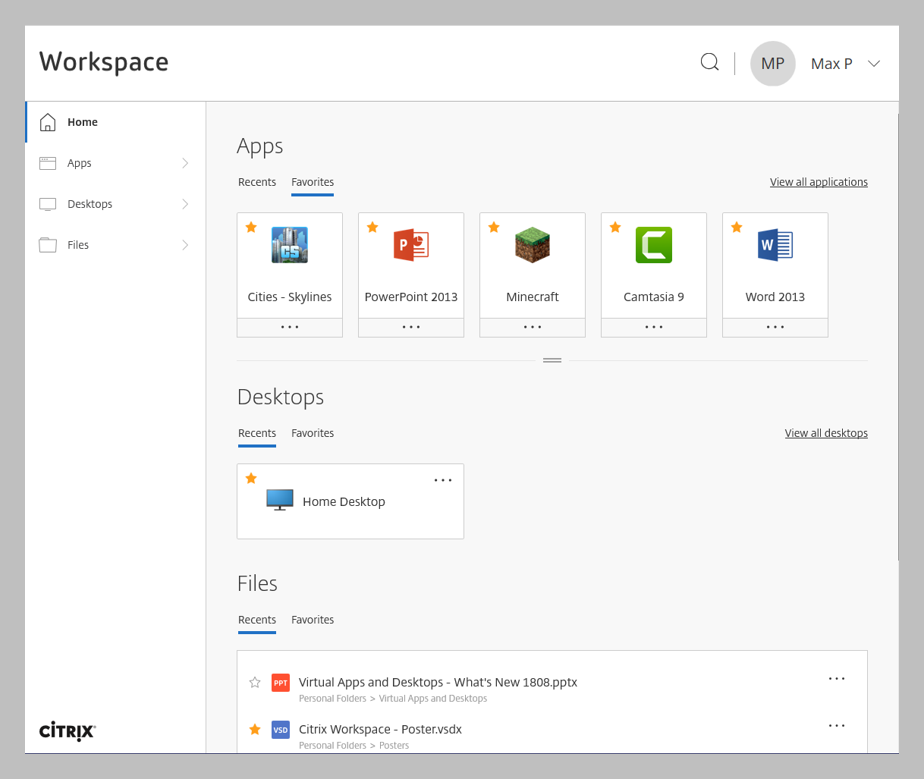 Workspace
MP
Max P
Home
Apps
Desktops
Files
Apps
Recents Favorites
View all applications
CS
Cities - Skylines
P
PowerPoint 2013
Minecraft
C
Camtasia 9
W
Word 2013
Desktops
Recents Favorites
View all desktops
Home Desktop
Files
Recents Favorites
PPT
Virtual Apps and Desktops - What's New 1808.pptx
Personal Folders > Virtual Apps and Desktops
VSD
Citrix Workspace - Poster.vsdx
Personal Folders > Posters
CITRIX